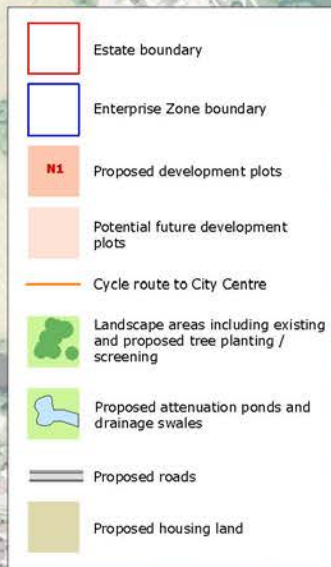 Estate boundary
Enterprise Zone boundary
N1
Proposed development plots
Potential future development
plots
Cycle route to City Centre
Landscape areas including existing
and proposed tree planting /
screening
Proposed attenuation ponds and
drainage swales
Proposed roads
Proposed housing land